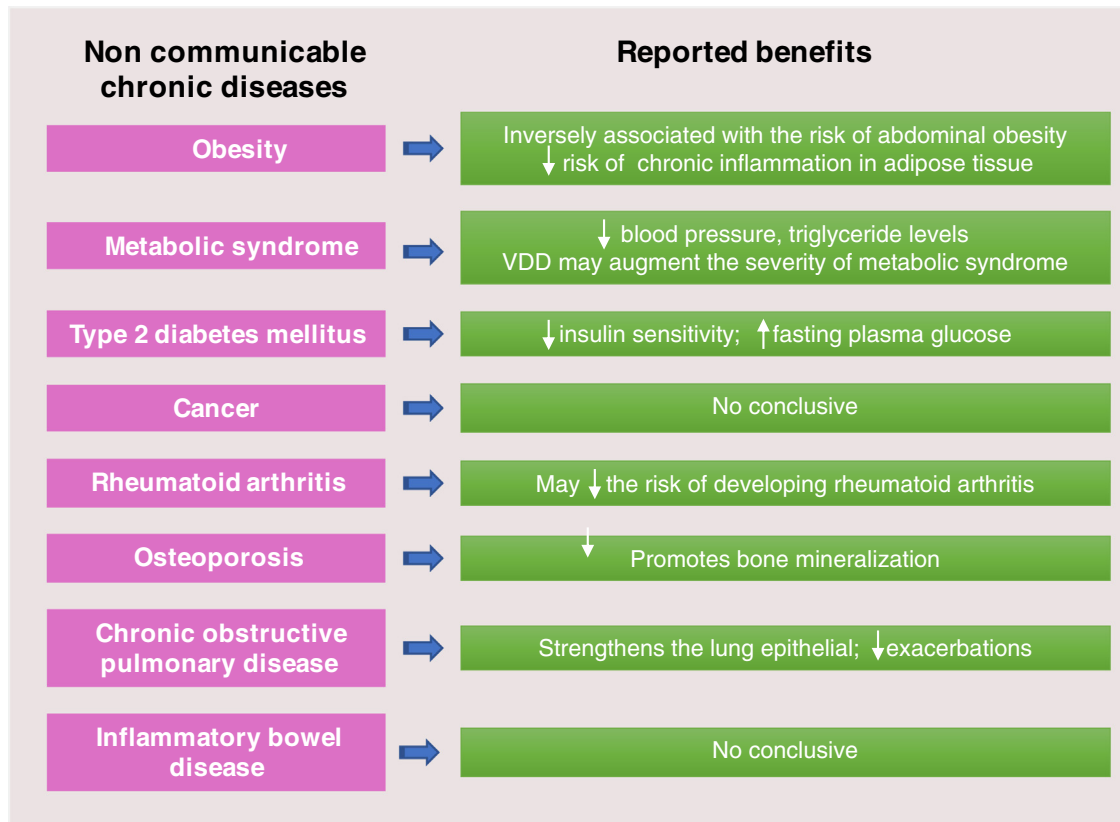 Non communicable
chronic diseases
Reported benefits
Obesity
Inversely associated with the risk of abdominal obesity
↓ risk of chronic inflammation in adipose tissue
Metabolic syndrome
↓ blood pressure, triglyceride levels
VDD may augment the severity of metabolic syndrome
Type 2 diabetes mellitus
↓ insulin sensitivity; ↑ fasting plasma glucose
Cancer
No conclusive
Rheumatoid arthritis
May ↓ the risk of developing rheumatoid arthritis
Osteoporosis
↓ Promotes bone mineralization
Chronic obstructive
pulmonary disease
Strengthens the lung epithelial; ↓ exacerbations
Inflammatory bowel
disease
No conclusive